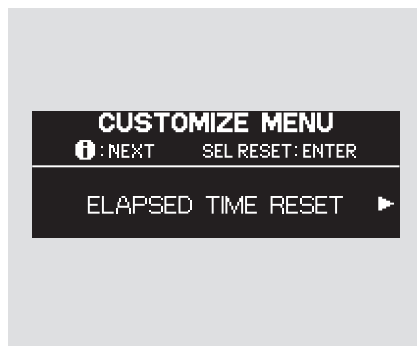 CUSTOMIZE MENU
i : NEXT SEL RESET : ENTER
ELAPSED TIME RESET ►